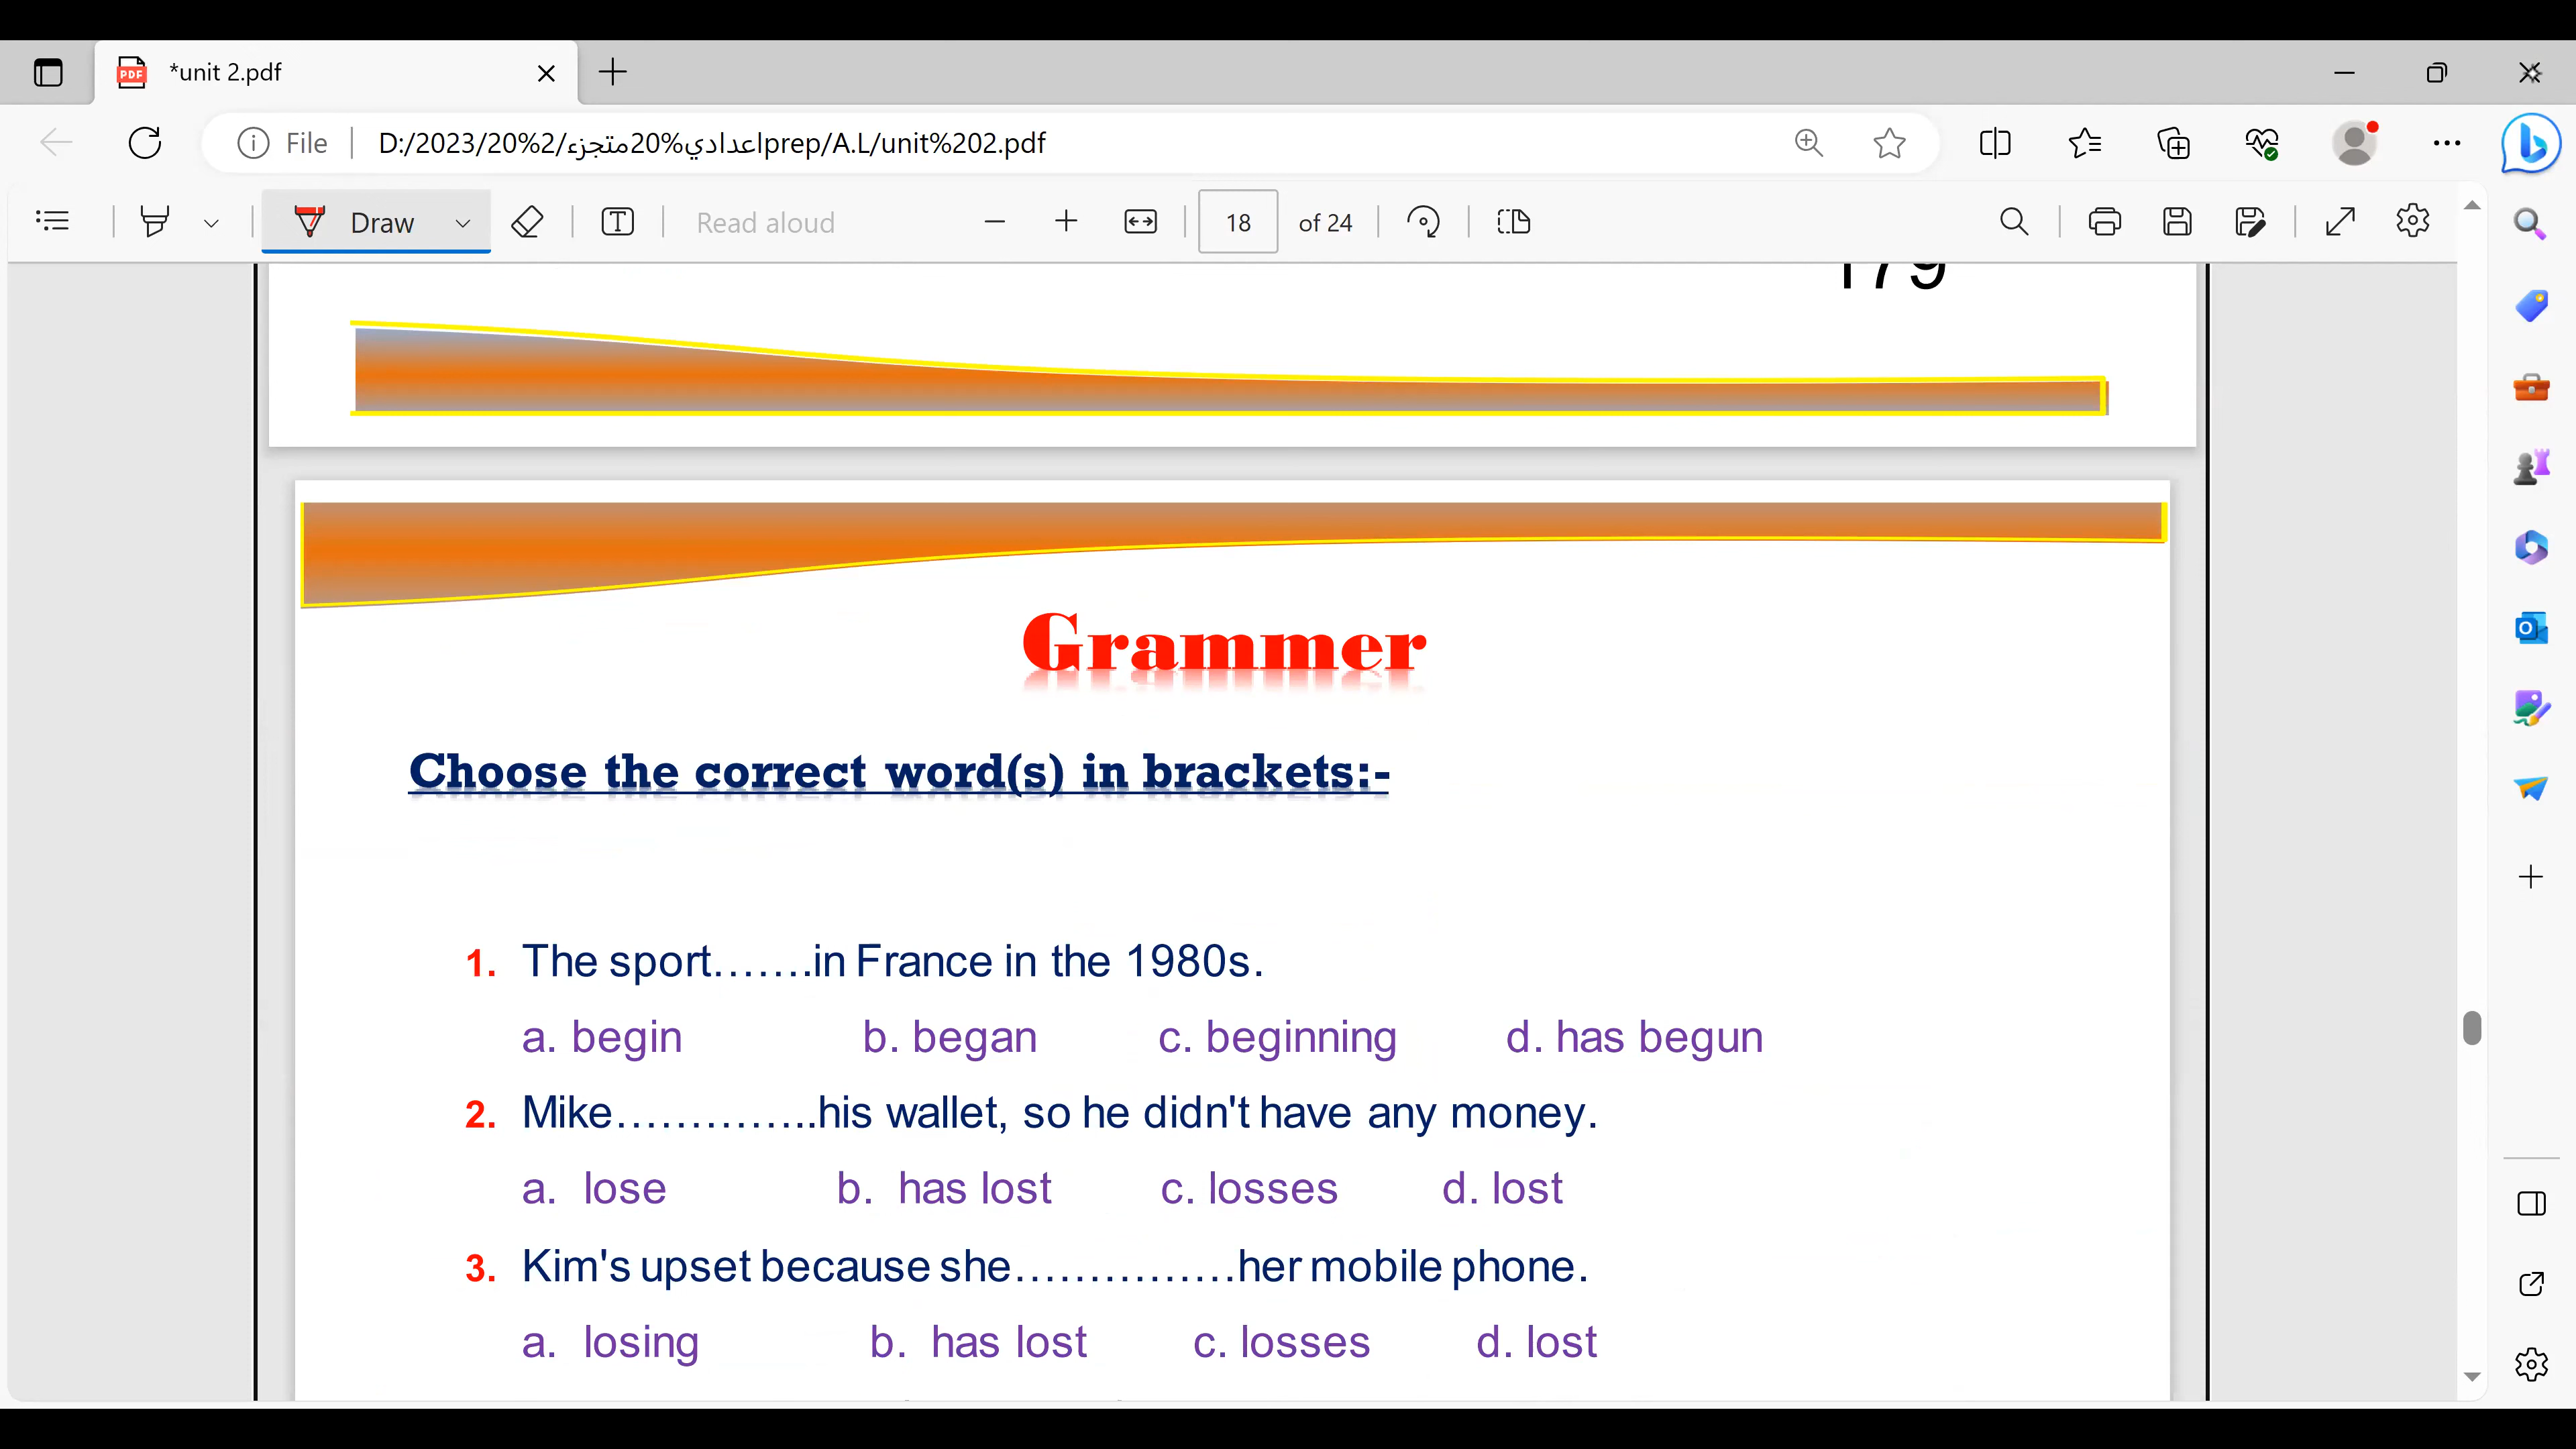 *unit 2.pdf
File
D:/2023/20%2/اعدادي%20متجزء/prep/A.L/unit%202.pdf
Draw
Read aloud
18 of 24
179
Grammer
Choose the correct word(s) in brackets:-
1. The sport.......in France in the 1980s.
a. begin b. began c. beginning d. has begun
2. Mike..............his wallet, so he didn't have any money.
a. lose b. has lost c. losses d. lost
3. Kim's upset because she...............her mobile phone.
a. losing b. has lost c. losses d. lost